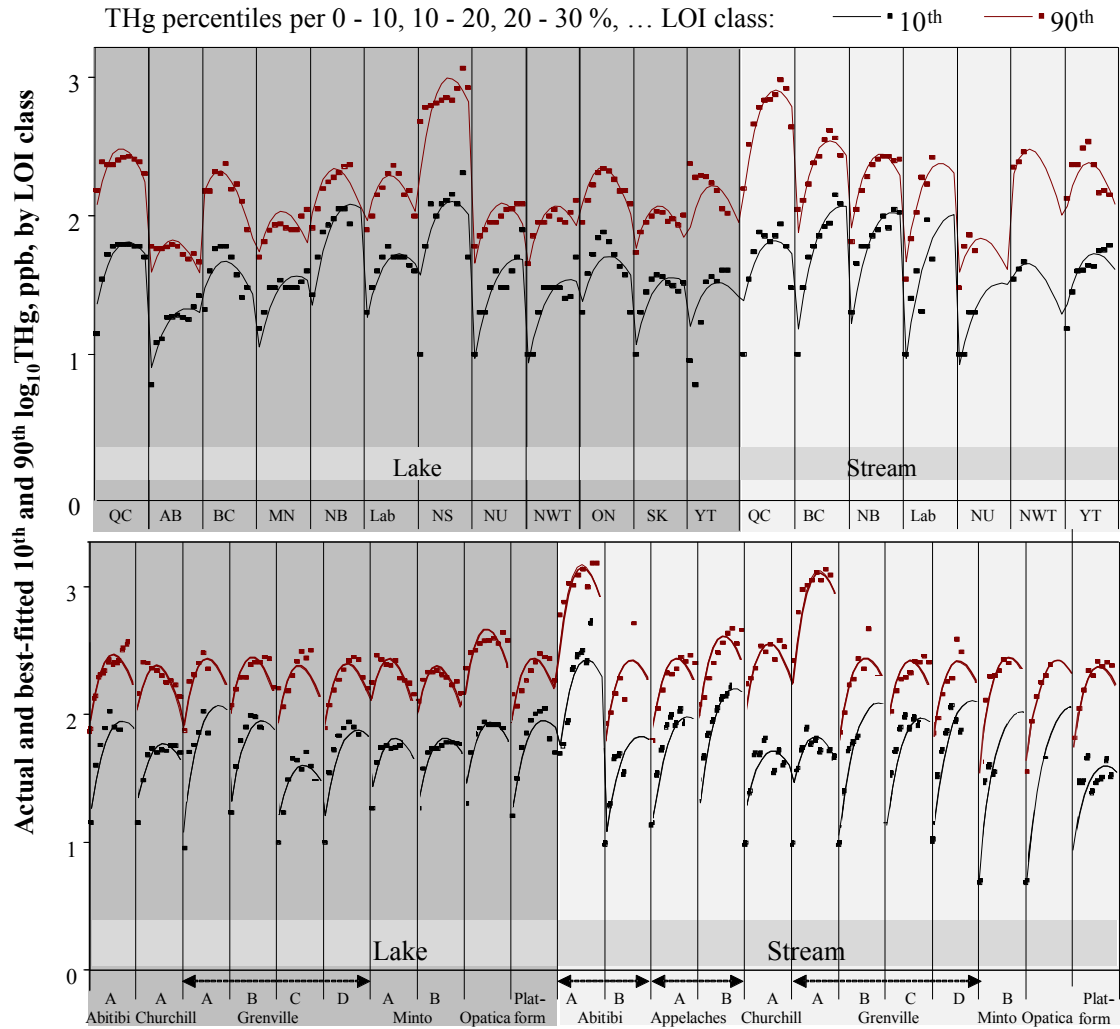 THg percentiles per 0 - 10, 10 - 20, 20 - 30 %, … LOI class: 10th 90th
Actual and best-fitted 10th and 90th log10THg, ppb, by LOI class
3
2
1
0
Lake Stream
QC AB BC MN NB Lab NS NU NWT ON SK YT QC BC NB Lab NU NWT YT
3
2
1
0
Lake Stream
A A A B C D A B Plat- A B A B A A B C D B Plat-
Abitibi Churchill Grenville Minto Opatica form Abitibi Appelaches Churchill Grenville Minto Opatica form